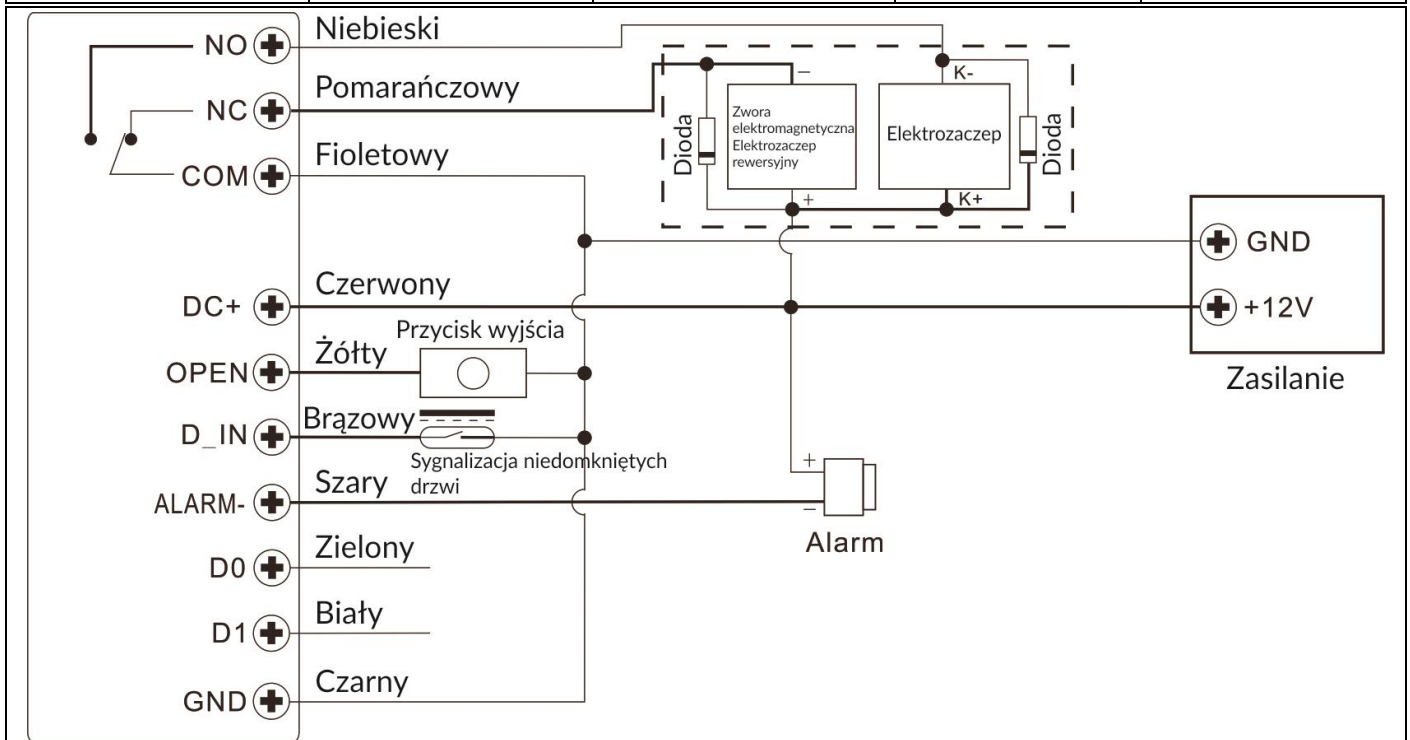 NO Niebieski
NC Pomarańczowy
COM Fioletowy
DC+ Czerwony
OPEN Żółty
Przycisk wyjścia
D_IN Brązowy
Sygnalizacja niedomkniętych
drzwi
ALARM- Szary
D0 Zielony
D1 Biały
GND Czarny
Dioda
–
Zwora
elektromagnetyczna
Elektrozaczep
rewersyjny
+
K-
Elektrozaczep
K+
Dioda
GND
+12V
Zasilanie
+
–
Alarm